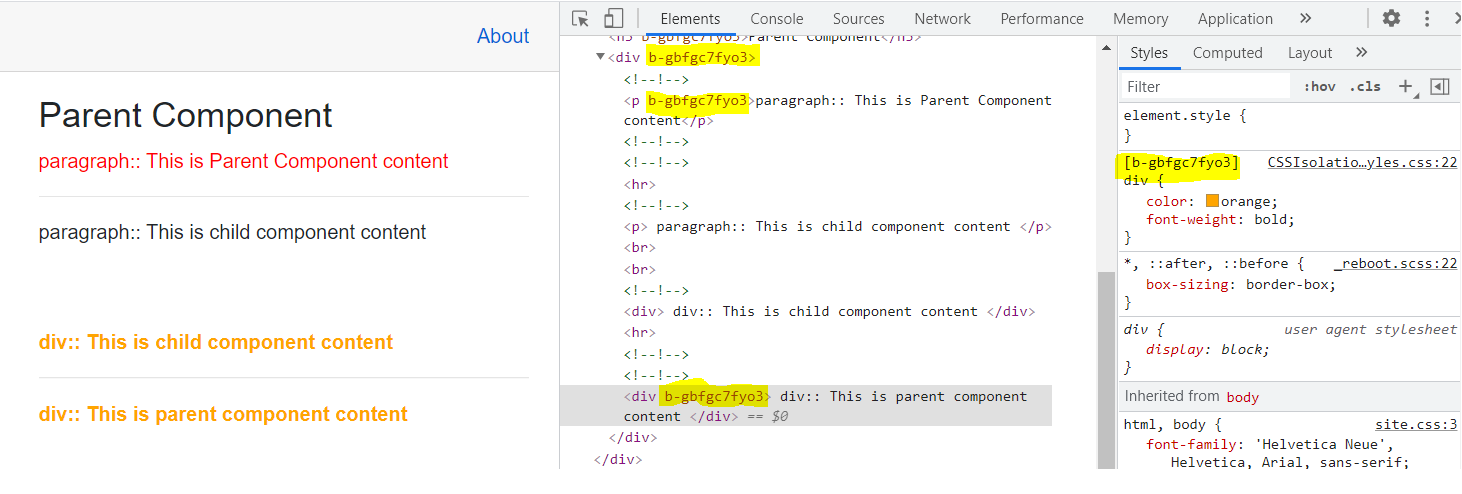 About
Parent Component
paragraph:: This is Parent Component content
paragraph:: This is child component content
div:: This is child component content
div:: This is parent component content
Elements Console Sources Network Performance Memory Application »
<h3 b-gbfgc7fyo3>Parent Component</h3>
<div b-gbfgc7fyo3>
<!--!-->
<p b-gbfgc7fyo3>paragraph:: This is Parent Component
content</p>
<!--!-->
<!--!-->
<hr>
<!--!-->
<p> paragraph:: This is child component content </p>
<br>
<br>
<!--!-->
<div> div:: This is child component content </div>
<hr>
<!--!-->
<!--!-->
<div b-gbfgc7fyo3> div:: This is parent component
content </div> == $0
</div>
</div>
Styles Computed Layout »
Filter :hov .cls +
element.style {
}
[b-gbfgc7fyo3] CSSIsolatio…yles.css:22
div {
color: orange;
font-weight: bold;
}
*, ::after, ::before { _reboot.scss:22
box-sizing: border-box;
}
div { user agent stylesheet
display: block;
}
Inherited from body
html, body { site.css:3
font-family: 'Helvetica Neue',
Helvetica, Arial, sans-serif;